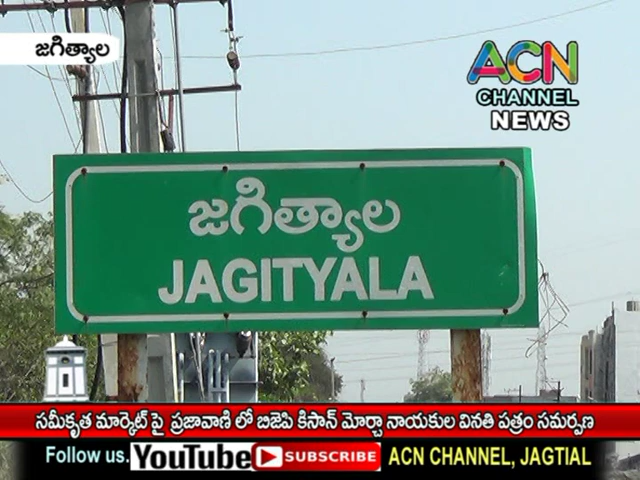 జగిత్యాల
ACN
CHANNEL
NEWS
జగిత్యాల
JAGITYALA
సమీకృత మార్కెట్ పై ప్రజావాణి లో బిజెపి కిసాన్ మోర్చా నాయకుల వినతి పత్రం సమర్పణ
Follow us. YouTube SUBSCRIBE ACN CHANNEL, JAGTIAL